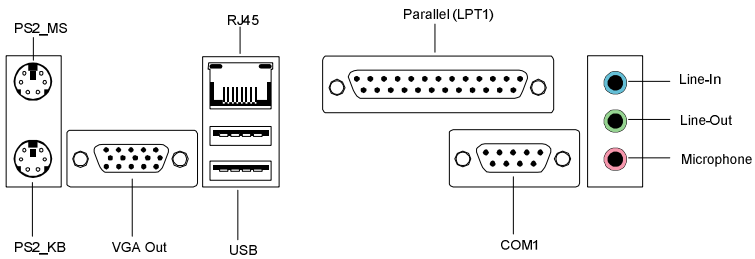 PS2_MS
RJ45
Parallel (LPT1)
Line-In
Line-Out
Microphone
PS2_KB
VGA Out
USB
COM1